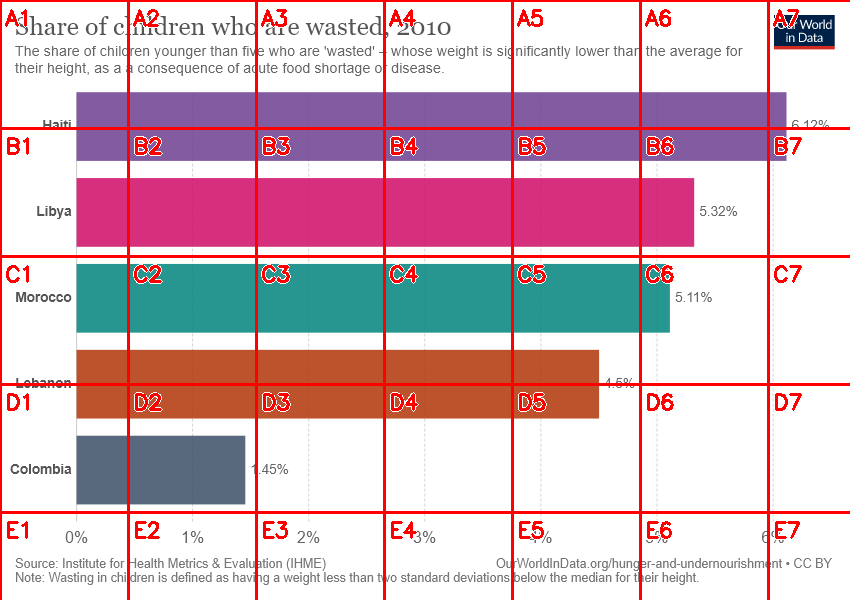 Share of children who are wasted, 2010
Our World
in Data
The share of children younger than five who are 'wasted' – whose weight is significantly lower than the average for
their height, as a a consequence of acute food shortage or disease.
Haiti 6.12%
Libya 5.32%
Morocco 5.11%
Lebanon 4.5%
Colombia 1.45%
0% 1% 2% 3% 4% 5% 6%
Source: Institute for Health Metrics & Evaluation (IHME) OurWorldInData.org/hunger-and-undernourishment • CC BY
Note: Wasting in children is defined as having a weight less than two standard deviations below the median for their height.
A1 A2 A3 A4 A5 A6 A7
B1 B2 B3 B4 B5 B6 B7
C1 C2 C3 C4 C5 C6 C7
D1 D2 D3 D4 D5 D6 D7
E1 E2 E3 E4 E5 E6 E7